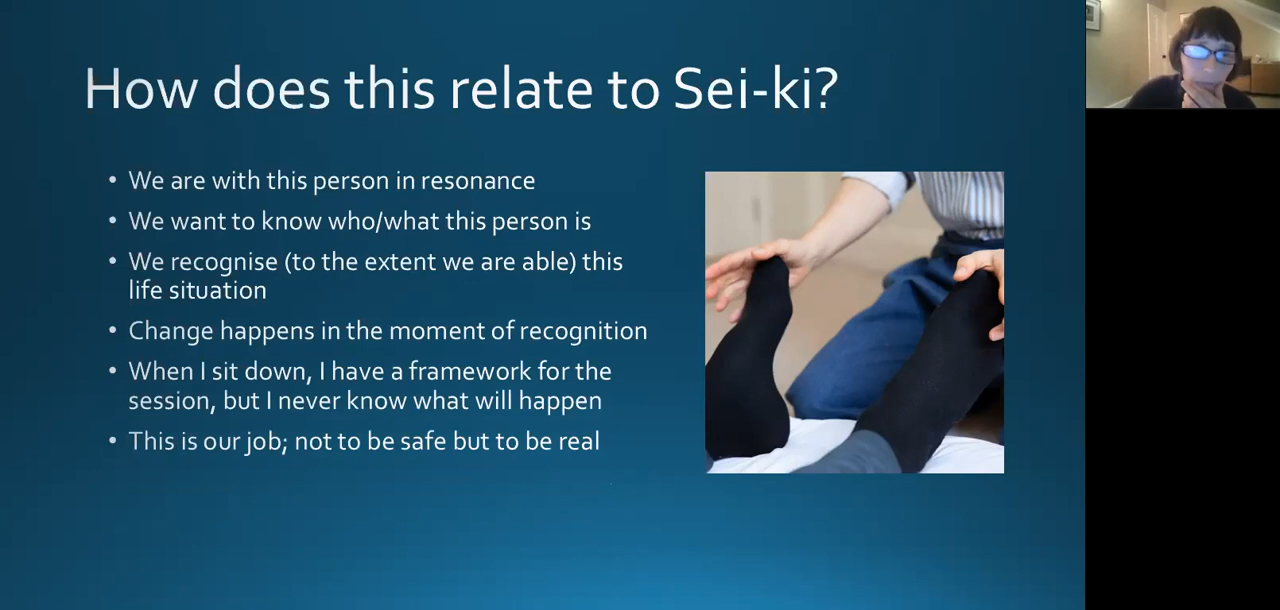 How does this relate to Sei-ki?
• We are with this person in resonance
• We want to know who/what this person is
• We recognise (to the extent we are able) this
life situation
• Change happens in the moment of recognition
• When I sit down, I have a framework for the
session, but I never know what will happen
• This is our job; not to be safe but to be real